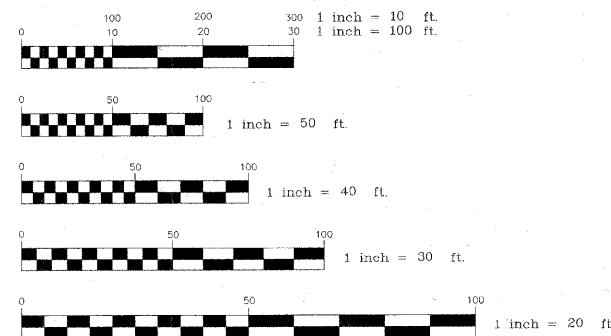 100 200 300 1 inch = 10 ft.
0 10 20 30 1 inch = 100 ft.
0 50 100
1 inch = 50 ft.
0 50 100
1 inch = 40 ft.
0 50 100
1 inch = 30 ft.
0 50 100
1 inch = 20 ft